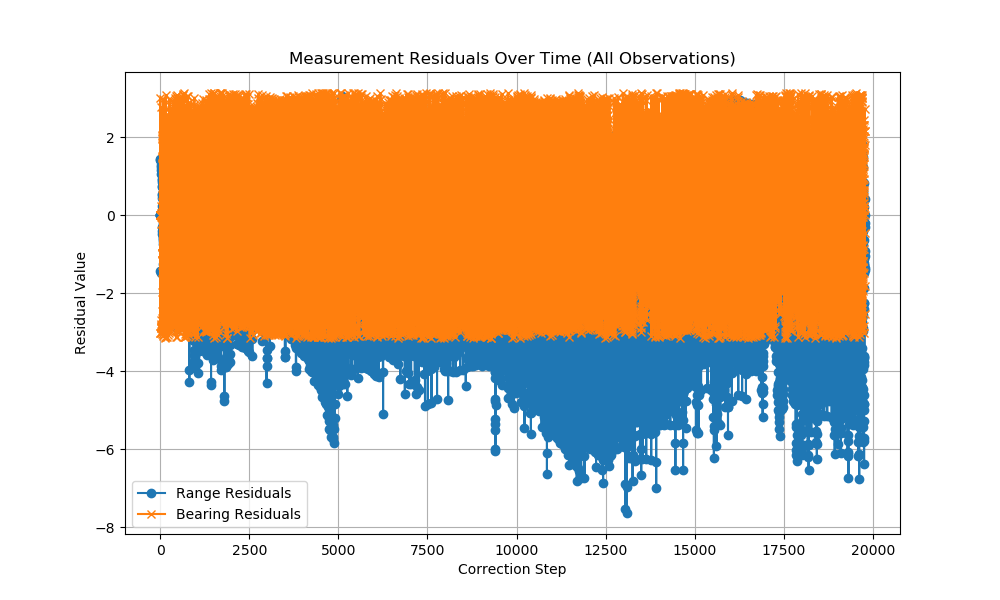 Measurement Residuals Over Time (All Observations)
Residual Value
2
0
−2
−4
−6
−8
Range Residuals
Bearing Residuals
0 2500 5000 7500 10000 12500 15000 17500 20000
Correction Step